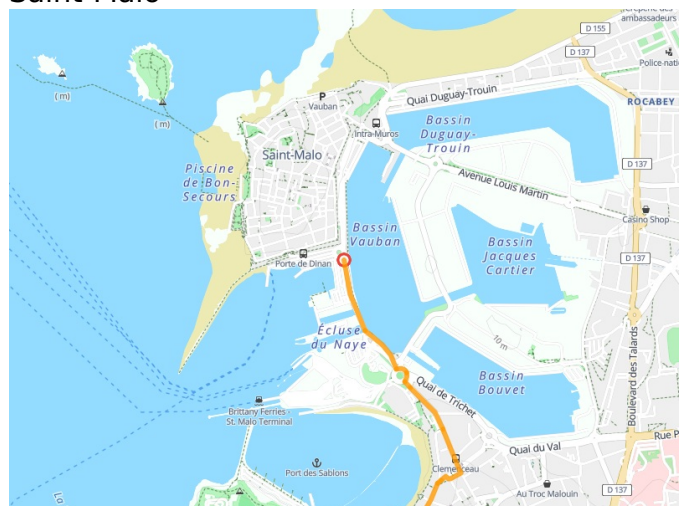 Saint-Malo
ambassadeurs
D 155
D 137
Police-nati
( m)
Vauban
Quai Duguay-Trouin
ROCABEY
( m)
Intra-Muros
Bassin
Duguay-
Trouin
Saint-Malo
D 137
Piscine
de Bon-
Secours
Avenue Louis Martin
Casino Shop
Bassin
Vauban
Bassin
Jacques
Cartier
Porte de Dinan
D 137
Écluse
du Naye
10 m
Boulevard des Talards
Bassin
Bouvet
Quai de Trichet
Brittany Ferries -
St. Malo Terminal
Quai du Val
Rue P
Clemenceau
Port des Sablons
Au Troc Malouin
D 137
La